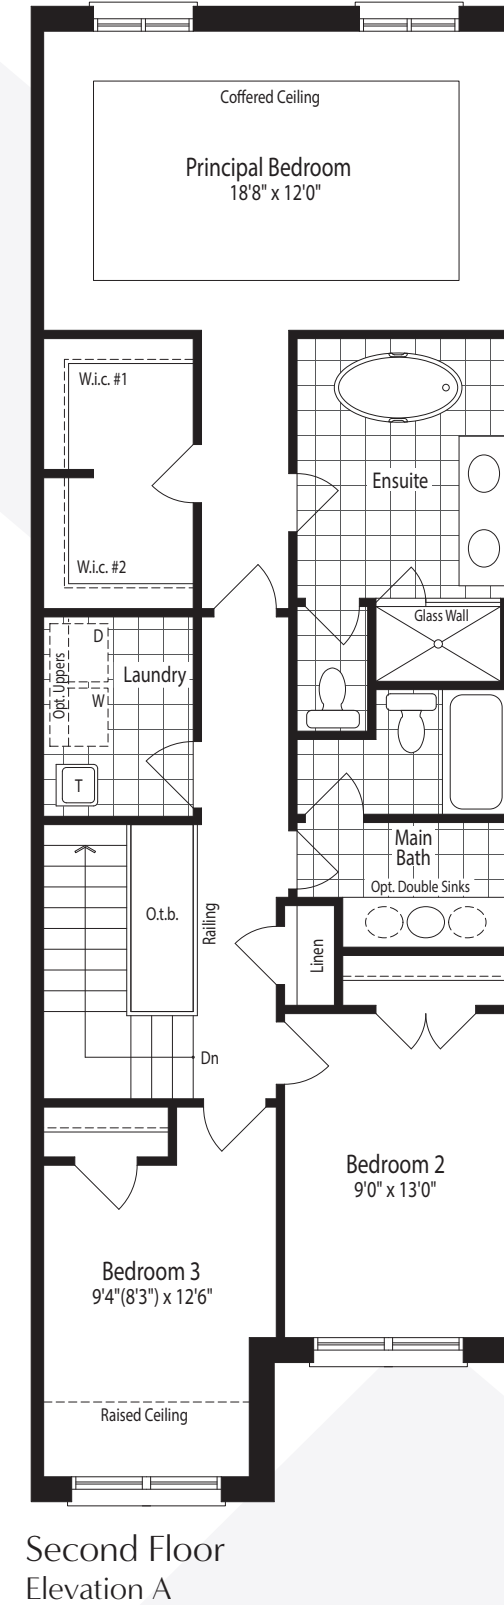 Coffered Ceiling
Principal Bedroom
18'8" x 12'0"
W.i.c. #1
Ensuite
W.i.c. #2
Glass Wall
D
Laundry
Opt. Uppers
W
T
Main
Bath
Opt. Double Sinks
O.t.b.
Railing
Linen
Dn
Bedroom 2
9'0" x 13'0"
Bedroom 3
9'4"(8'3") x 12'6"
Raised Ceiling
Second Floor
Elevation A